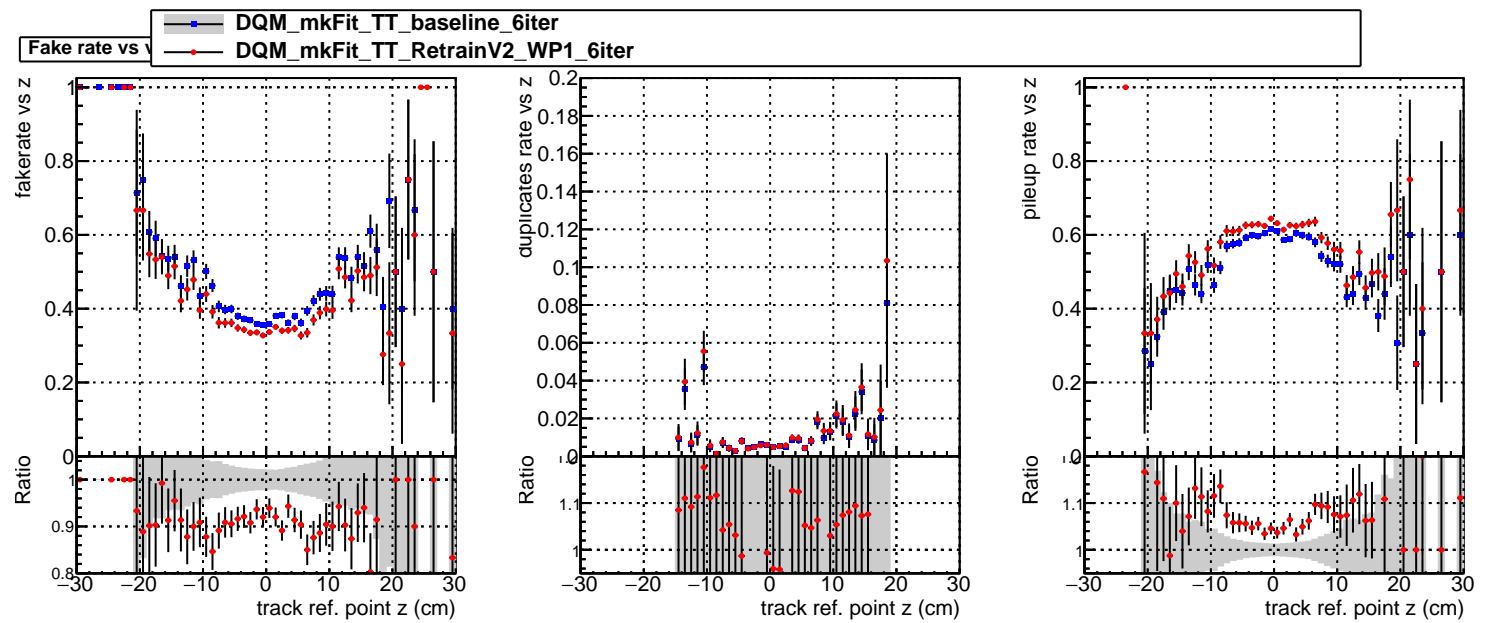 DQM_mkFit_TT_baseline_6iter
DQM_mkFit_TT_RetrainV2_WP1_6iter
Fake rate vs v
fakerate vs z
1
0.8
0.6
0.4
0.2
0
Ratio
1
0.9
0.8
−30 −20 −10 0 10 20 30
track ref. point z (cm)
duplicates rate vs z
0.2
0.18
0.16
0.14
0.12
0.1
0.08
0.06
0.04
0.02
0
Ratio
1.1
1
−30 −20 −10 0 10 20 30
track ref. point z (cm)
pileup rate vs z
1
0.8
0.6
0.4
0.2
0
Ratio
1.1
1
−30 −20 −10 0 10 20 30
track ref. point z (cm)